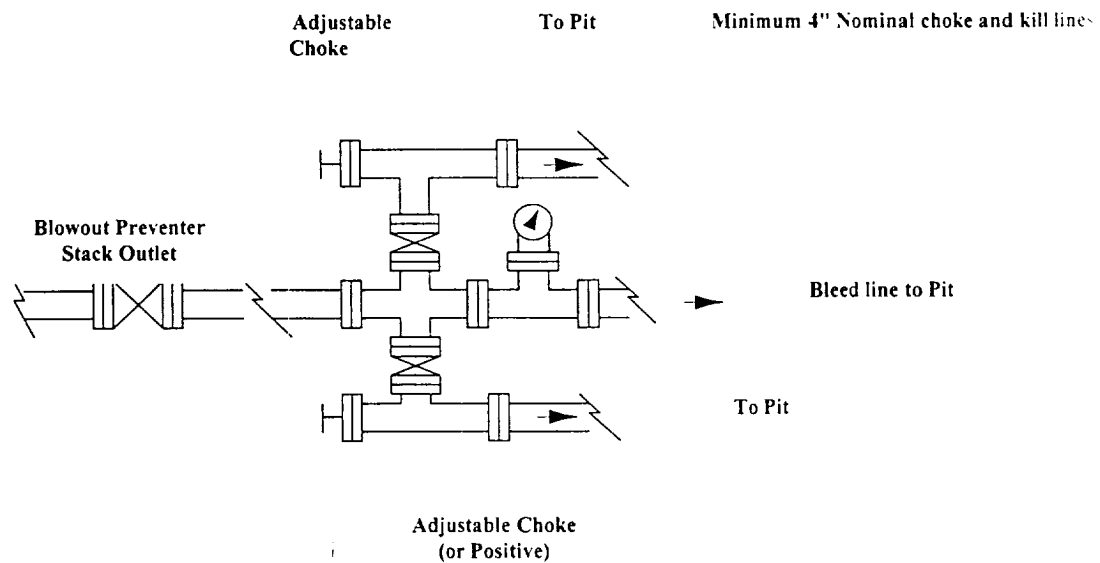 Adjustable
Choke
To Pit
Minimum 4" Nominal choke and kill lines
Blowout Preventer
Stack Outlet
Bleed line to Pit
To Pit
Adjustable Choke
(or Positive)